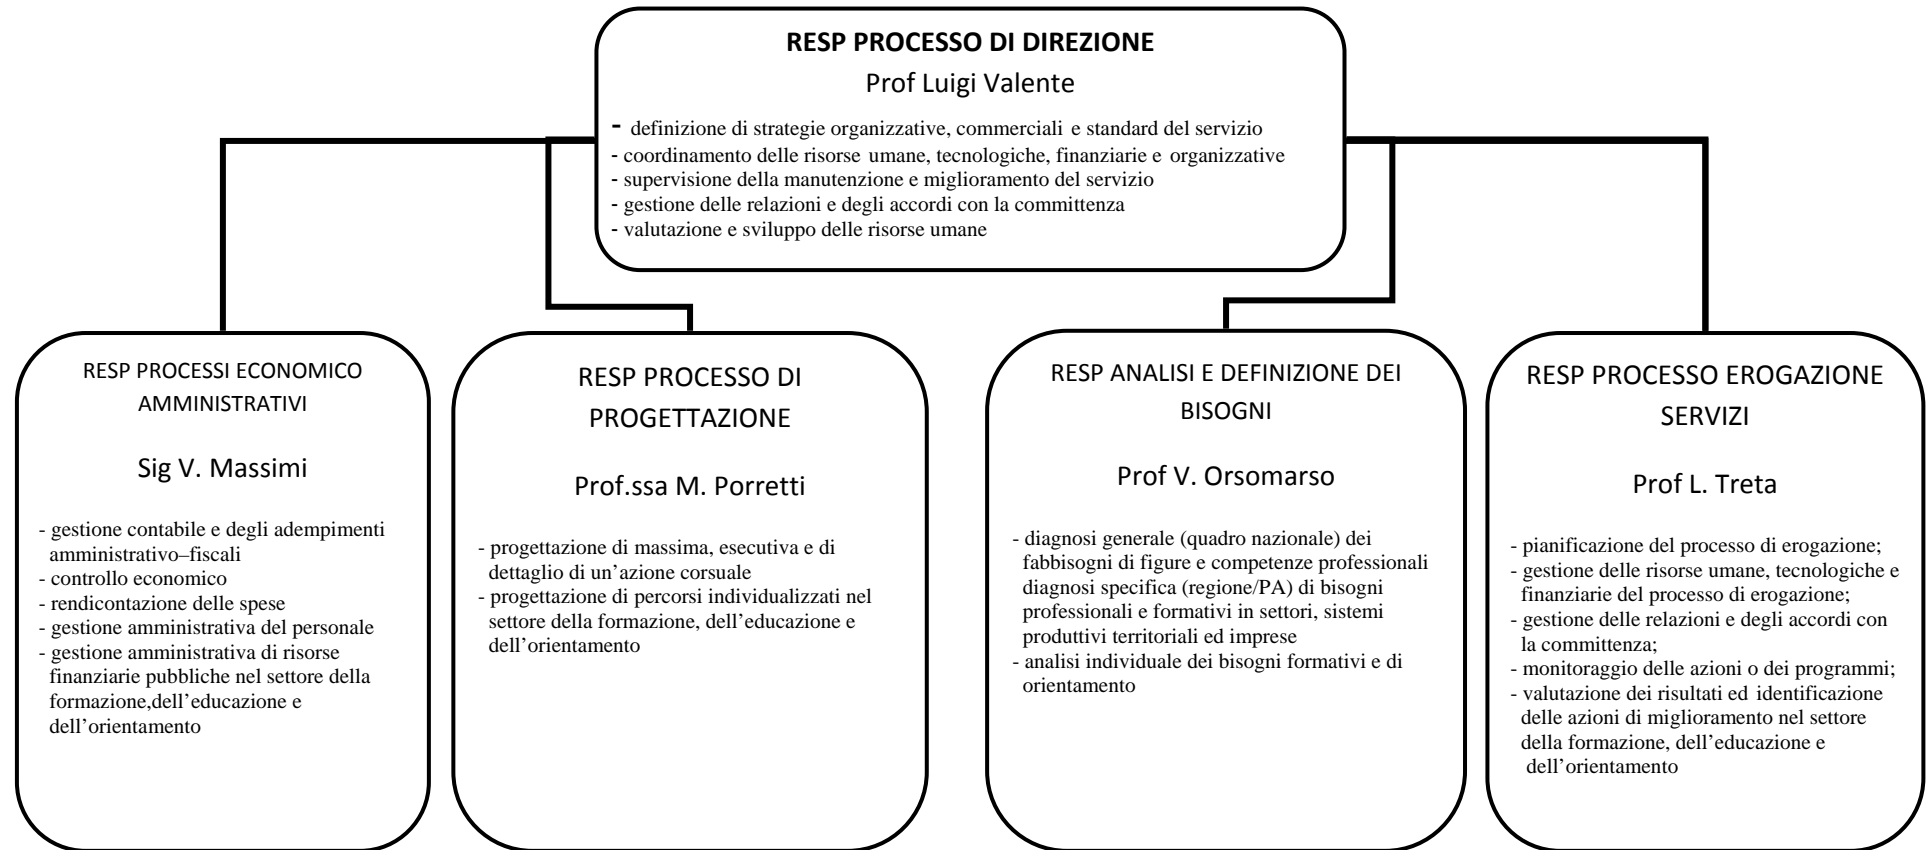 RESP PROCESSO DI DIREZIONE
Prof Luigi Valente
- definizione di strategie organizzative, commerciali e standard del servizio
- coordinamento delle risorse umane, tecnologiche, finanziarie e organizzative
- supervisione della manutenzione e miglioramento del servizio
- gestione delle relazioni e degli accordi con la committenza
- valutazione e sviluppo delle risorse umane
RESP PROCESSI ECONOMICO
AMMINISTRATIVI
Sig V. Massimi
- gestione contabile e degli adempimenti
amministrativo–fiscali
- controllo economico
- rendicontazione delle spese
- gestione amministrativa del personale
- gestione amministrativa di risorse
finanziarie pubbliche nel settore della
formazione,dell’educazione e
dell’orientamento
RESP PROCESSO DI
PROGETTAZIONE
Prof.ssa M. Porretti
- progettazione di massima, esecutiva e di
dettaglio di un’azione corsuale
- progettazione di percorsi individualizzati nel
settore della formazione, dell’educazione e
dell’orientamento
RESP ANALISI E DEFINIZIONE DEI
BISOGNI
Prof V. Orsomarso
- diagnosi generale (quadro nazionale) dei
fabbisogni di figure e competenze professionali
diagnosi specifica (regione/PA) di bisogni
professionali e formativi in settori, sistemi
produttivi territoriali ed imprese
- analisi individuale dei bisogni formativi e di
orientamento
RESP PROCESSO EROGAZIONE
SERVIZI
Prof L. Treta
- pianificazione del processo di erogazione;
- gestione delle risorse umane, tecnologiche e
finanziarie del processo di erogazione;
- gestione delle relazioni e degli accordi con
la committenza;
- monitoraggio delle azioni o dei programmi;
- valutazione dei risultati ed identificazione
delle azioni di miglioramento nel settore
della formazione, dell’educazione e
dell’orientamento